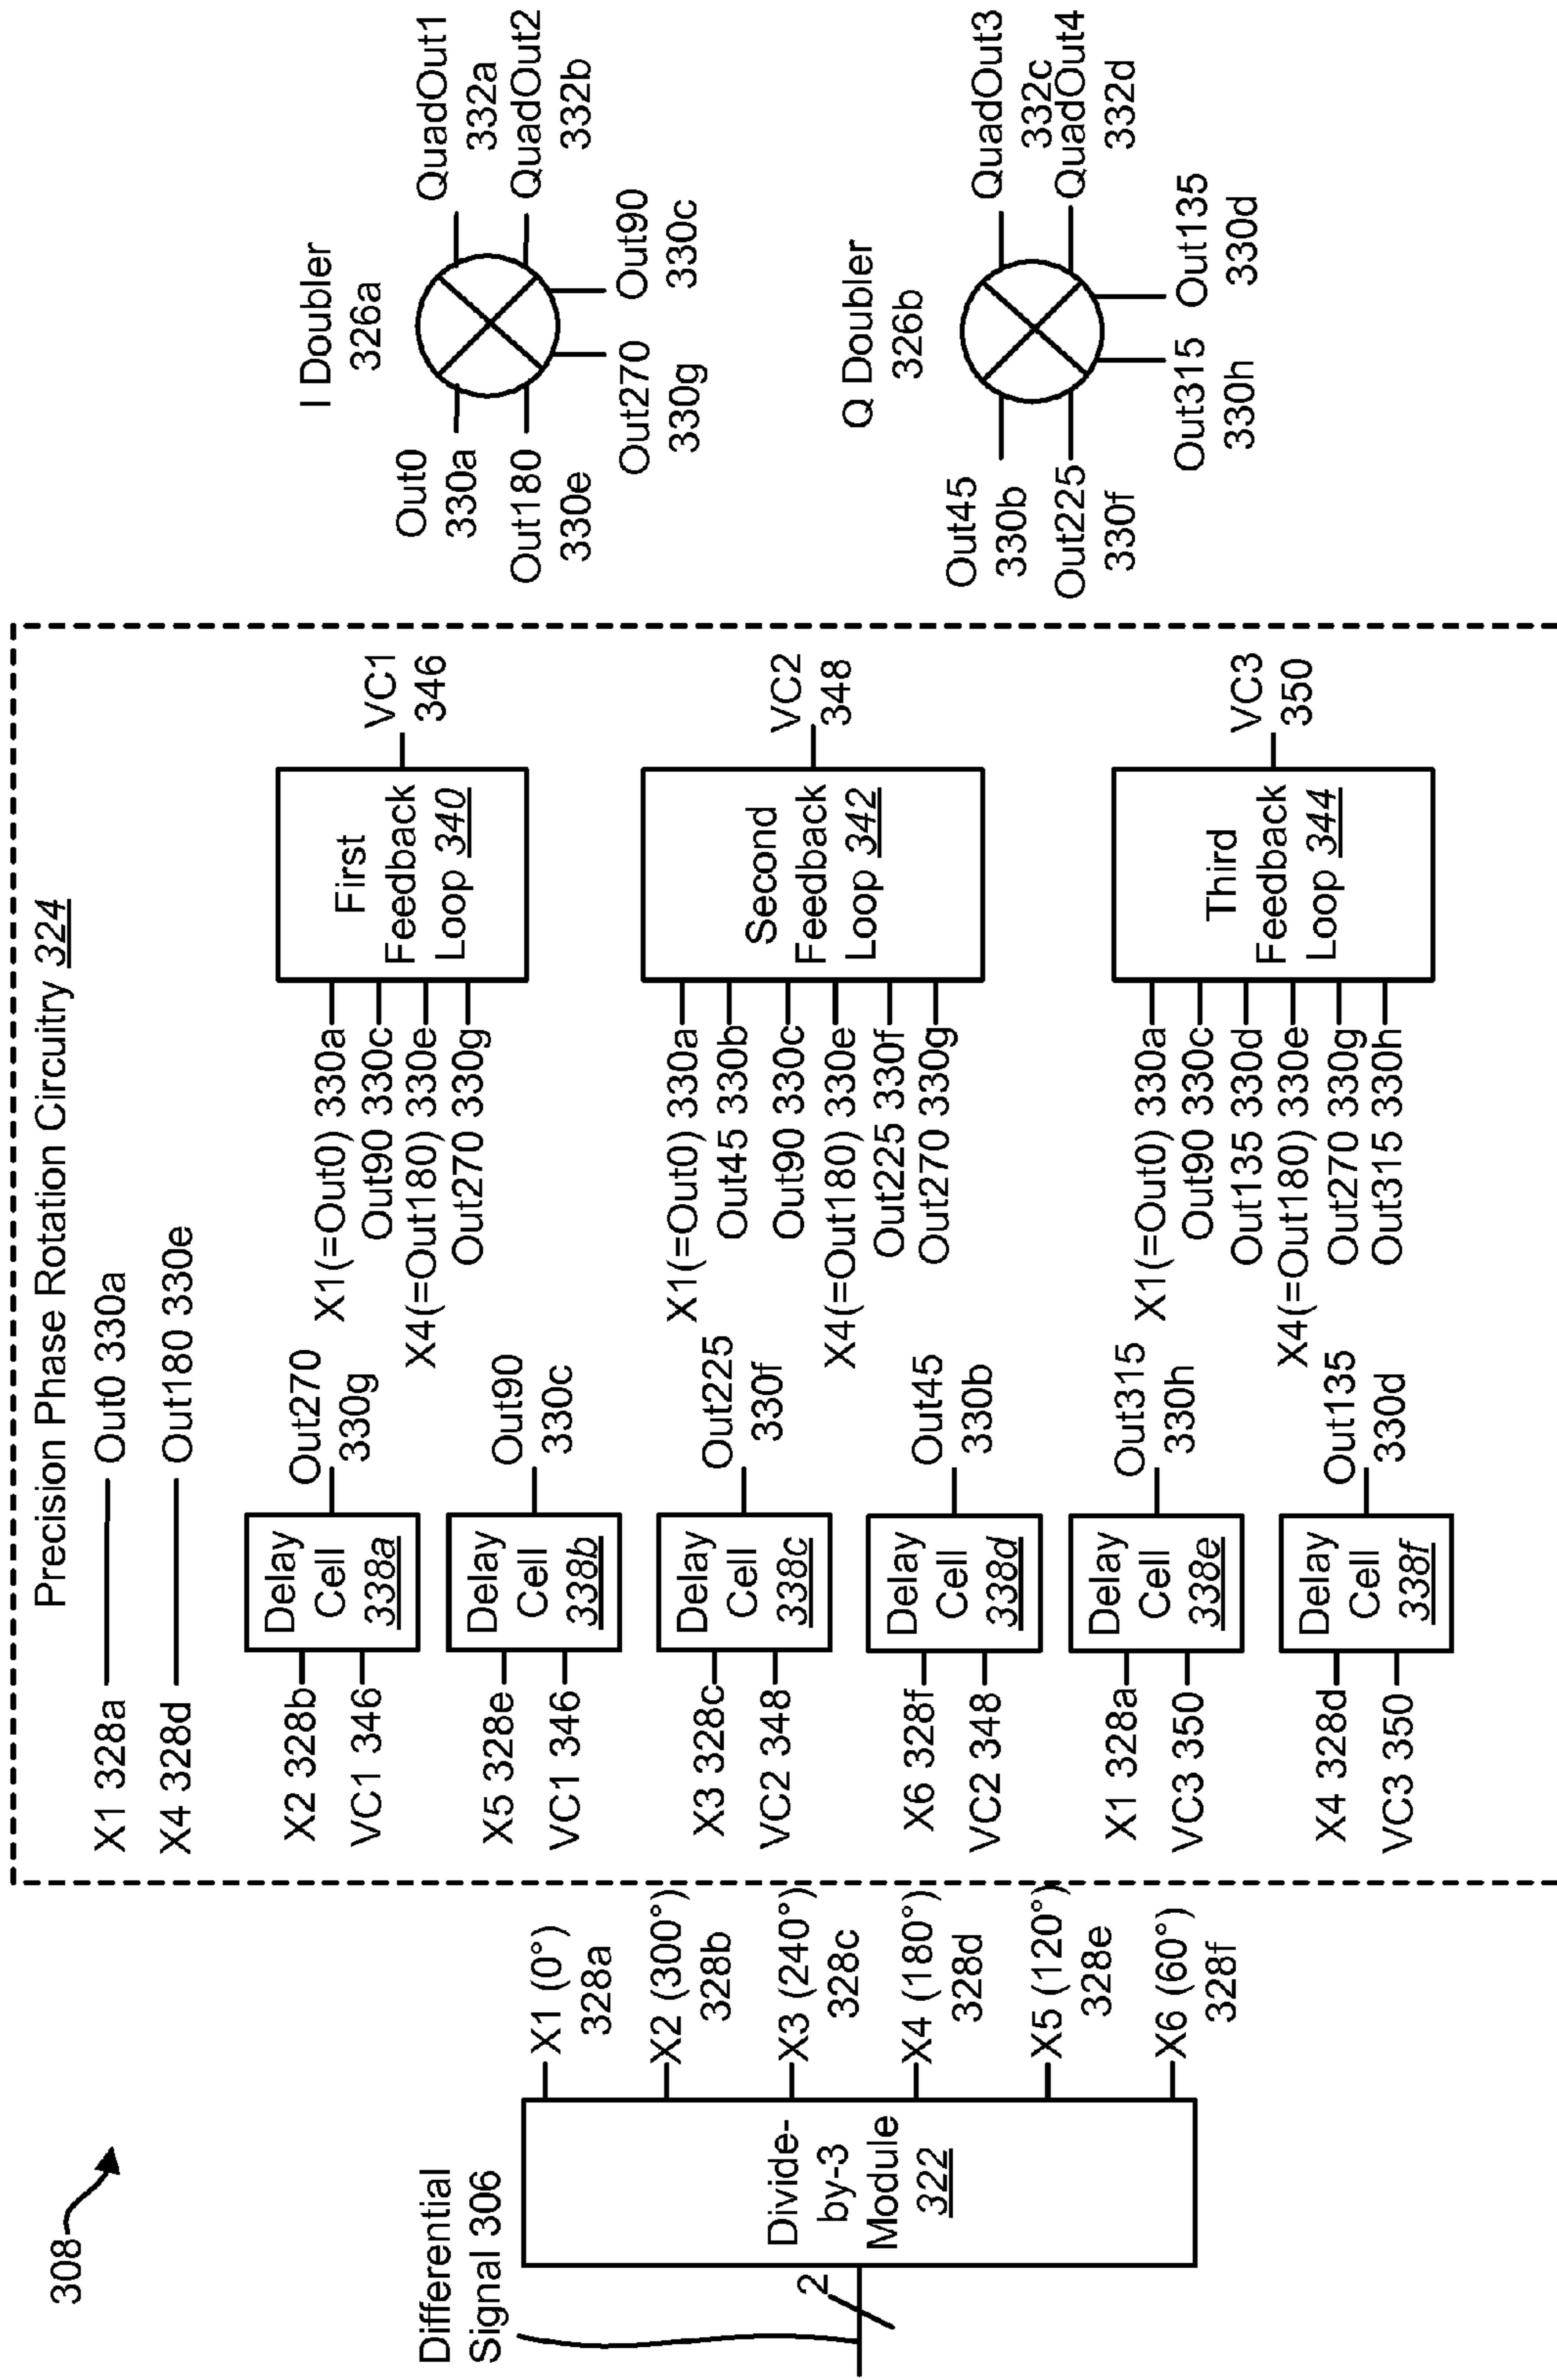 308
Differential
Signal 306
2
Divide-
by-3
Module
322
X1 (0°)
328a
X2 (300°)
328b
X3 (240°)
328c
X4 (180°)
328d
X5 (120°)
328e
X6 (60°)
328f
Precision Phase Rotation Circuitry 324
X1 328a
Out0 330a
X4 328d
Out180 330e
X2 328b
VC1 346
Delay
Cell
338a
Out270
330g
X5 328e
VC1 346
Delay
Cell
338b
Out90
330c
X3 328c
VC2 348
Delay
Cell
338c
Out225
330f
X6 328f
VC2 348
Delay
Cell
338d
Out45
330b
X1 328a
VC3 350
Delay
Cell
338e
Out315
330h
X4 328d
VC3 350
Delay
Cell
338f
Out135
330d
X1(=Out0) 330a
Out90 330c
X4(=Out180) 330e
Out270 330g
First
Feedback
Loop 340
VC1
346
X1(=Out0) 330a
Out45 330b
Out90 330c
X4(=Out180) 330e
Out225 330f
Out270 330g
Second
Feedback
Loop 342
VC2
348
X1(=Out0) 330a
Out90 330c
Out135 330d
X4(=Out180) 330e
Out270 330g
Out315 330h
Third
Feedback
Loop 344
VC3
350
I Doubler
326a
Out0
330a
Out180
330e
QuadOut1
332a
QuadOut2
332b
Out270
330g
Out90
330c
Q Doubler
326b
Out45
330b
Out225
330f
QuadOut3
332c
QuadOut4
332d
Out315
330h
Out135
330d